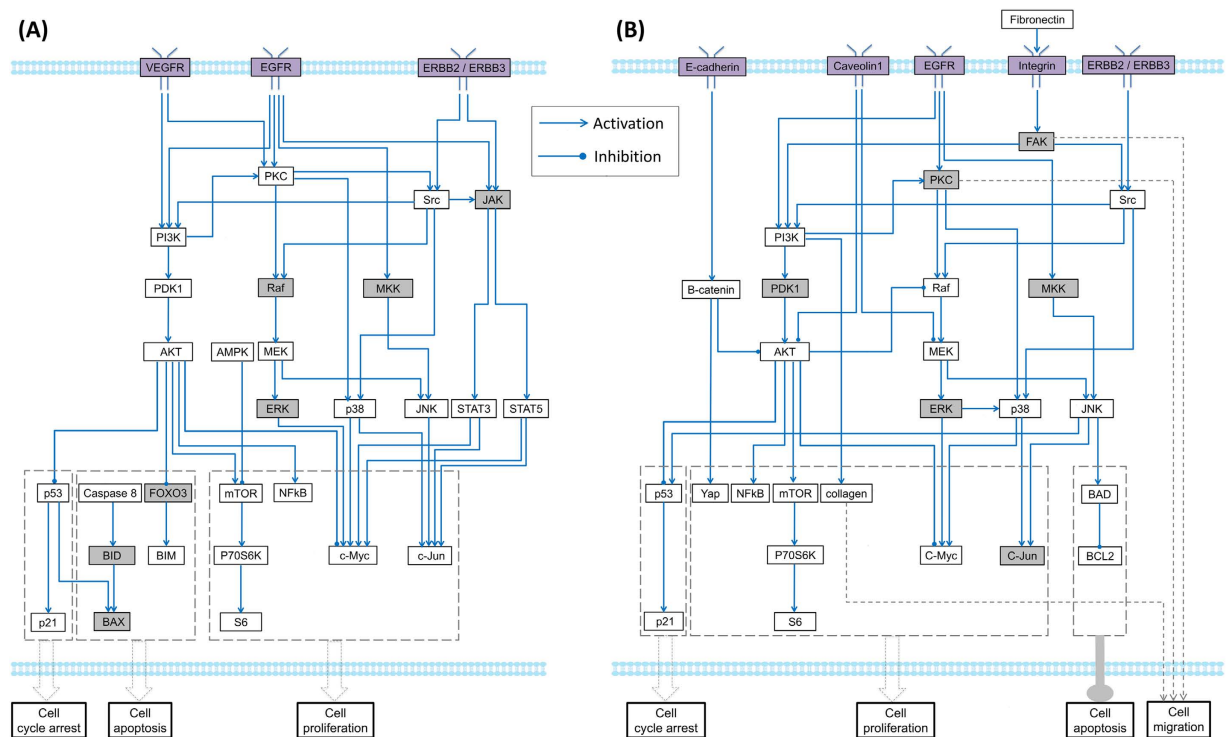 (A)
VEGFR
EGFR
ERBB2 / ERBB3
PKC
Src
JAK
PI3K
PDK1
Raf
MKK
AKT
AMPK
MEK
ERK
p38
JNK
STAT3
STAT5
p53
Caspase 8
FOXO3
mTOR
NFkB
BID
BIM
P70S6K
c-Myc
c-Jun
p21
BAX
S6
Cell
cycle arrest
Cell
apoptosis
Cell
proliferation
Activation
Inhibition
(B)
Fibronectin
E-cadherin
Caveolin1
EGFR
Integrin
ERBB2 / ERBB3
FAK
PKC
Src
PI3K
B-catenin
PDK1
Raf
MKK
AKT
MEK
ERK
p38
JNK
p53
Yap
NFkB
mTOR
collagen
BAD
P70S6K
C-Myc
C-Jun
BCL2
p21
S6
Cell
cycle arrest
Cell
proliferation
Cell
apoptosis
Cell
migration